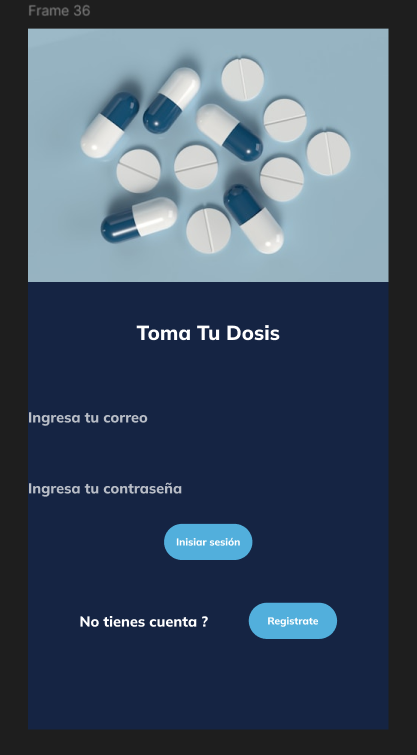 Frame 36
Toma Tu Dosis
Ingresa tu correo
Ingresa tu contraseña
Inisiar sesión
No tienes cuenta ? Registrate